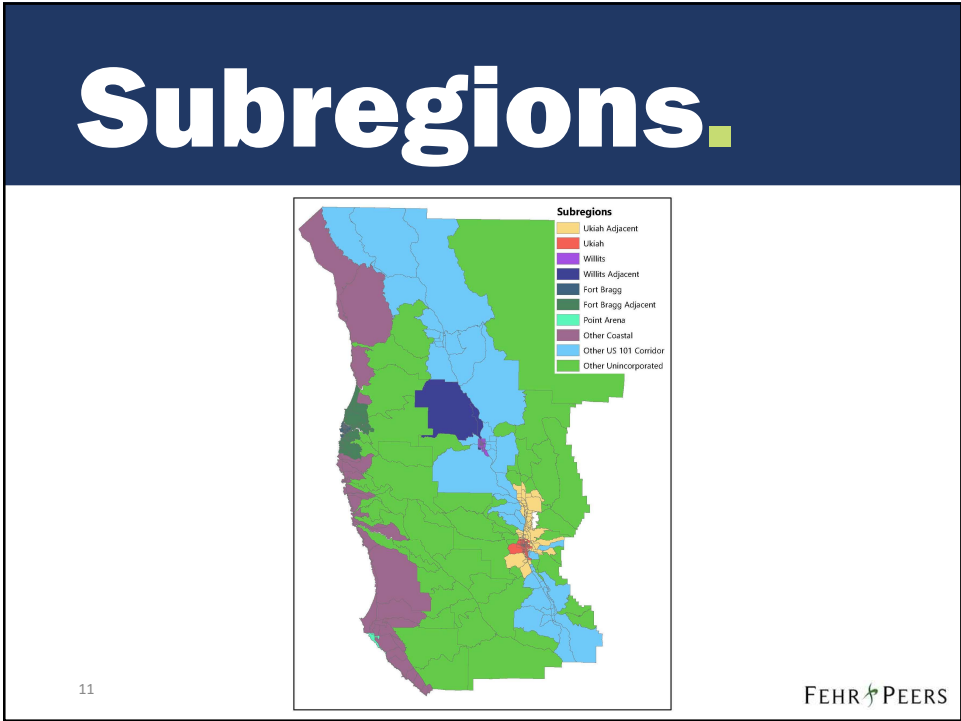 Subregions.
Subregions
Ukiah Adjacent
Ukiah
Willits
Willits Adjacent
Fort Bragg
Fort Bragg Adjacent
Point Arena
Other Coastal
Other US 101 Corridor
Other Unincorporated
11
FEHR PEERS